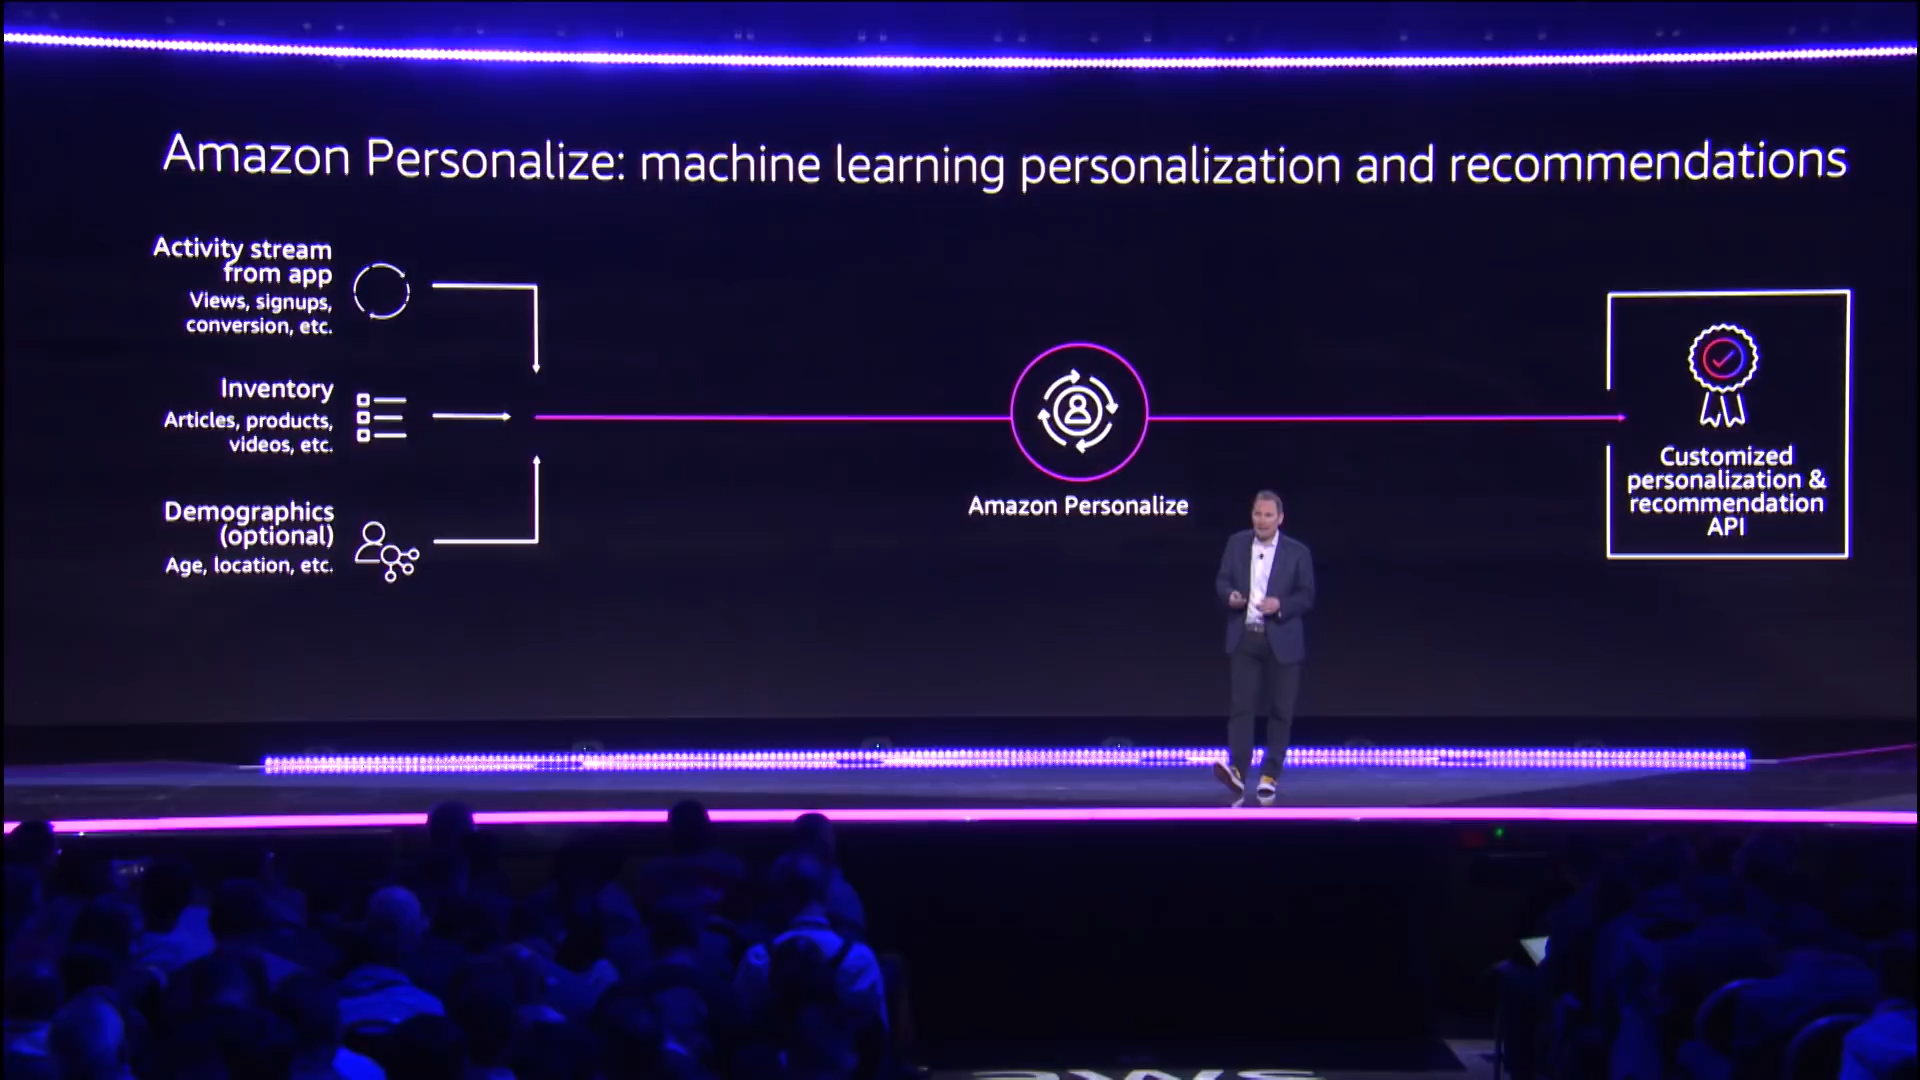 Amazon Personalize: machine learning personalization and recommendations
Activity stream
from app
Views, signups,
conversion, etc.
Inventory
Articles, products,
videos, etc.
Demographics
(optional)
Age, location, etc.
Amazon Personalize
Customized
personalization &
recommendation
API
aws